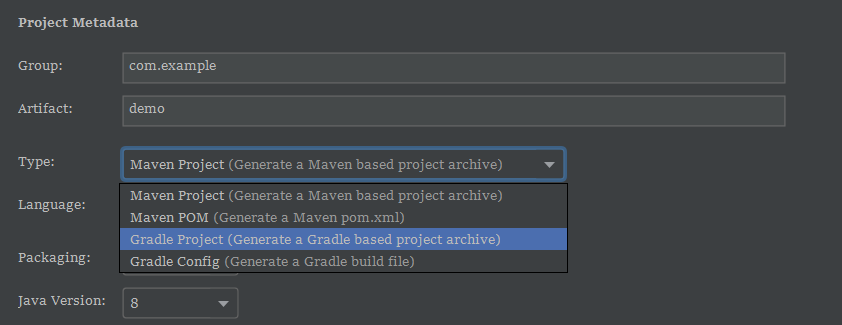 Project Metadata
Group: com.example
Artifact: demo
Type: Maven Project (Generate a Maven based project archive)
Maven Project (Generate a Maven based project archive)
Language:
Maven POM (Generate a Maven pom.xml)
Gradle Project (Generate a Gradle based project archive)
Packaging:
Gradle Config (Generate a Gradle build file)
Java Version: 8